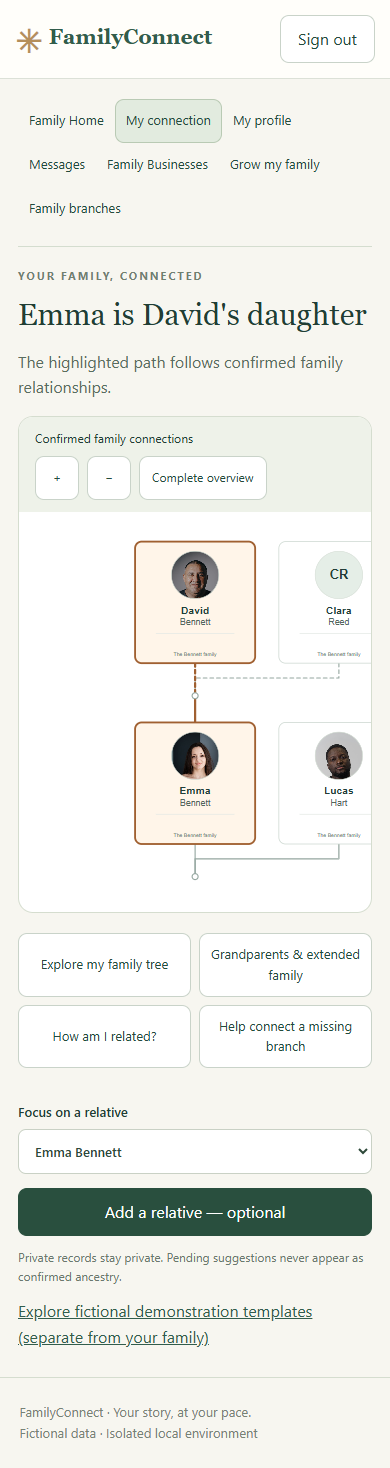 FamilyConnect
Sign out
Family Home
My connection
My profile
Messages
Family Businesses
Grow my family
Family branches
YOUR FAMILY, CONNECTED
Emma is David's daughter
The highlighted path follows confirmed family
relationships.
Confirmed family connections
+
−
Complete overview
David
Bennett
The Bennett family
CR
Clara
Reed
The Bennett family
Emma
Bennett
The Bennett family
Lucas
Hart
The Bennett family
Explore my family tree
Grandparents & extended
family
How am I related?
Help connect a missing
branch
Focus on a relative
Emma Bennett
Add a relative — optional
Private records stay private. Pending suggestions never appear as
confirmed ancestry.
Explore fictional demonstration templates
(separate from your family)
FamilyConnect · Your story, at your pace.
Fictional data · Isolated local environment